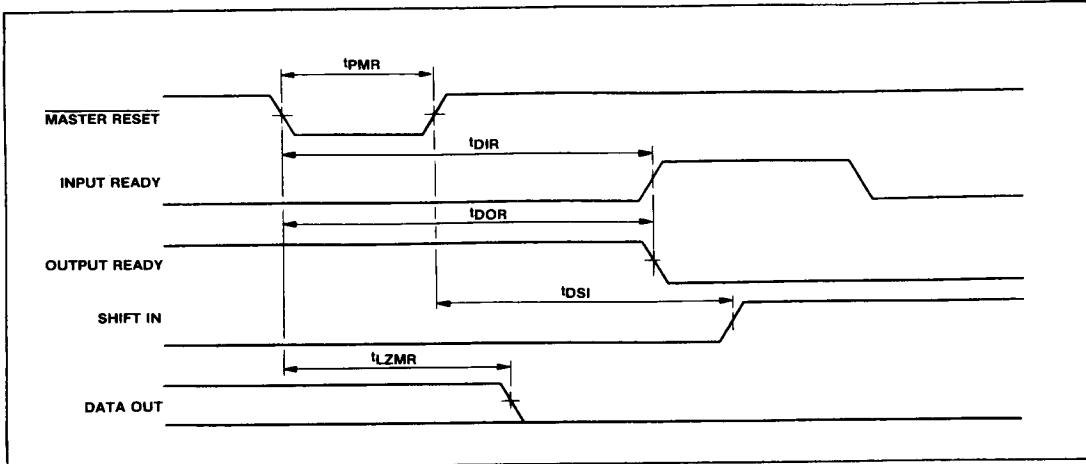 tPMR
MASTER RESET
tDIR
INPUT READY
tDOR
OUTPUT READY
tDSI
SHIFT IN
tLZMR
DATA OUT